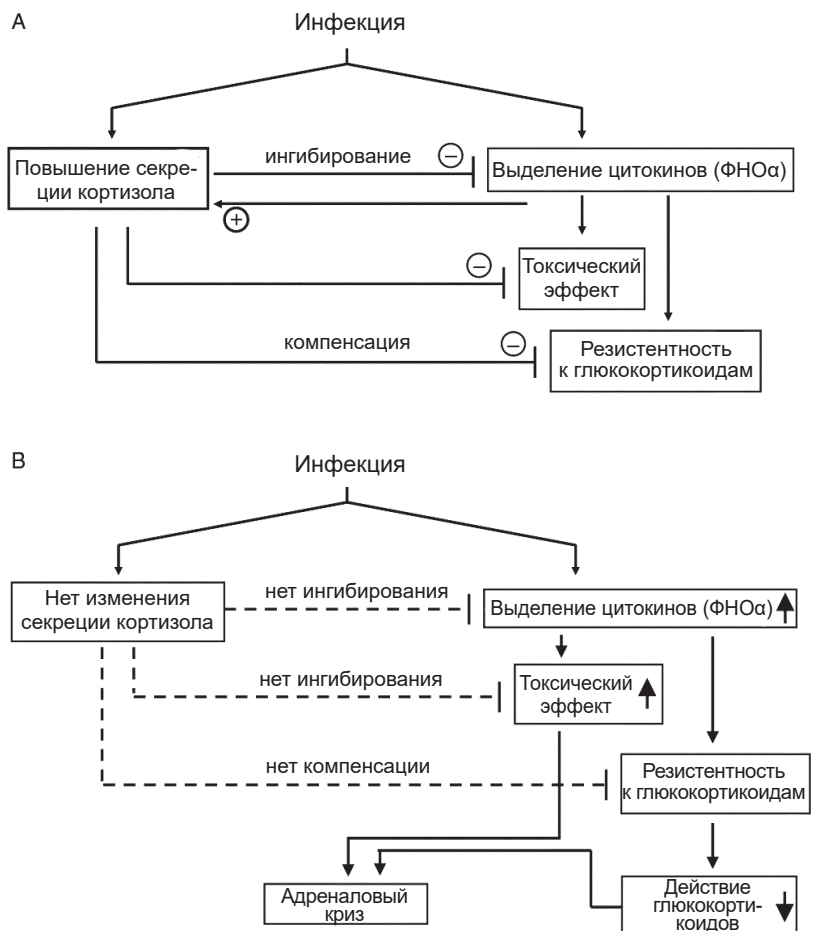 A
Инфекция
Повышение секре-
ции кортизола
ингибирование
−
Выделение цитокинов (ФНОα)
+
−
Токсический
эффект
компенсация
−
Резистентность
к глюкокортикоидам
B
Инфекция
Нет изменения
секреции кортизола
нет ингибирования
Выделение цитокинов (ФНОα)
нет ингибирования
Токсический
эффект
нет компенсации
Резистентность
к глюкокортикоидам
Адреналовый
криз
Действие
глюкокорти-
коидов